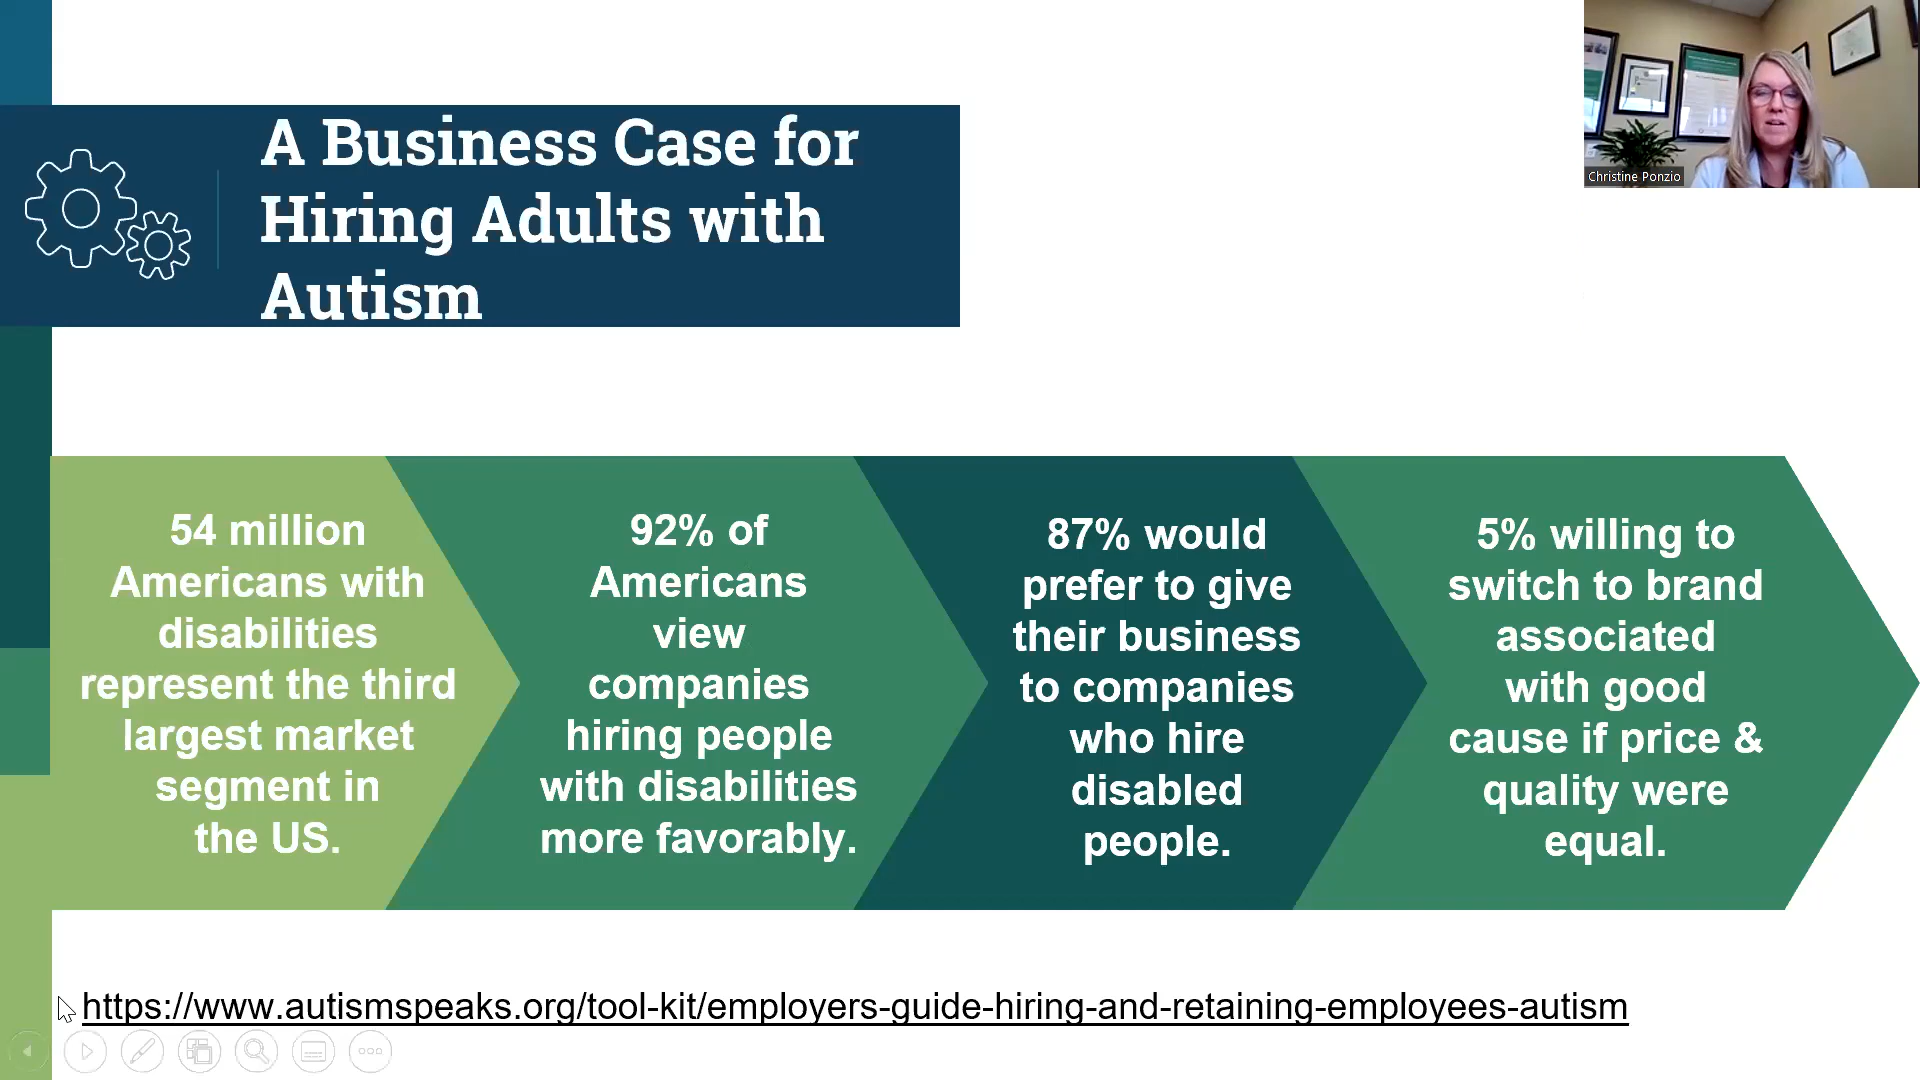 A Business Case for
Hiring Adults with
Autism
Christine Ponzio
54 million
Americans with
disabilities
represent the third
largest market
segment in
the US.
92% of
Americans
view
companies
hiring people
with disabilities
more favorably.
87% would
prefer to give
their business
to companies
who hire
disabled
people.
5% willing to
switch to brand
associated
with good
cause if price &
quality were
equal.
https://www.autismspeaks.org/tool-kit/employers-guide-hiring-and-retaining-employees-autism